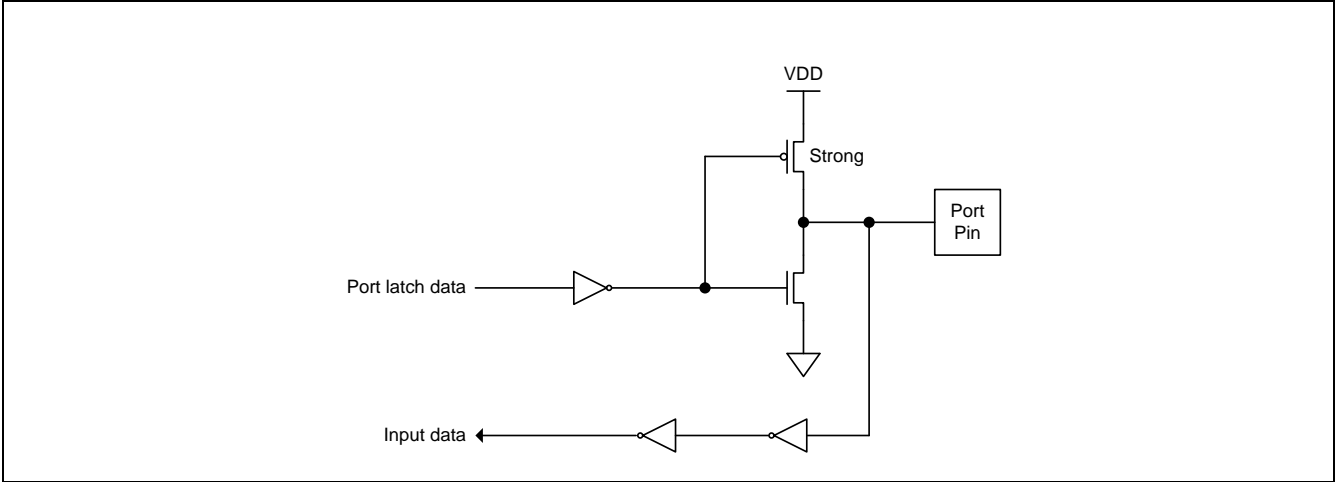 VDD
Strong
Port
Pin
Port latch data
Input data